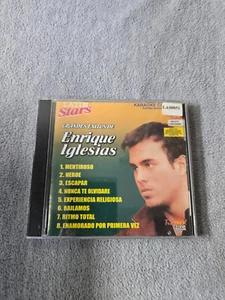 Stars
KARAOKE
GRANDES EXITOS DE
Enrique
Iglesias
1. MENTIROSO
2. HEROE
3. ESCAPAR
4. NUNCA TE OLVIDARE
5. EXPERIENCIA RELIGIOSA
6. BAILAMOS
7. RITMO TOTAL
8. ENAMORADO POR PRIMERA VEZ